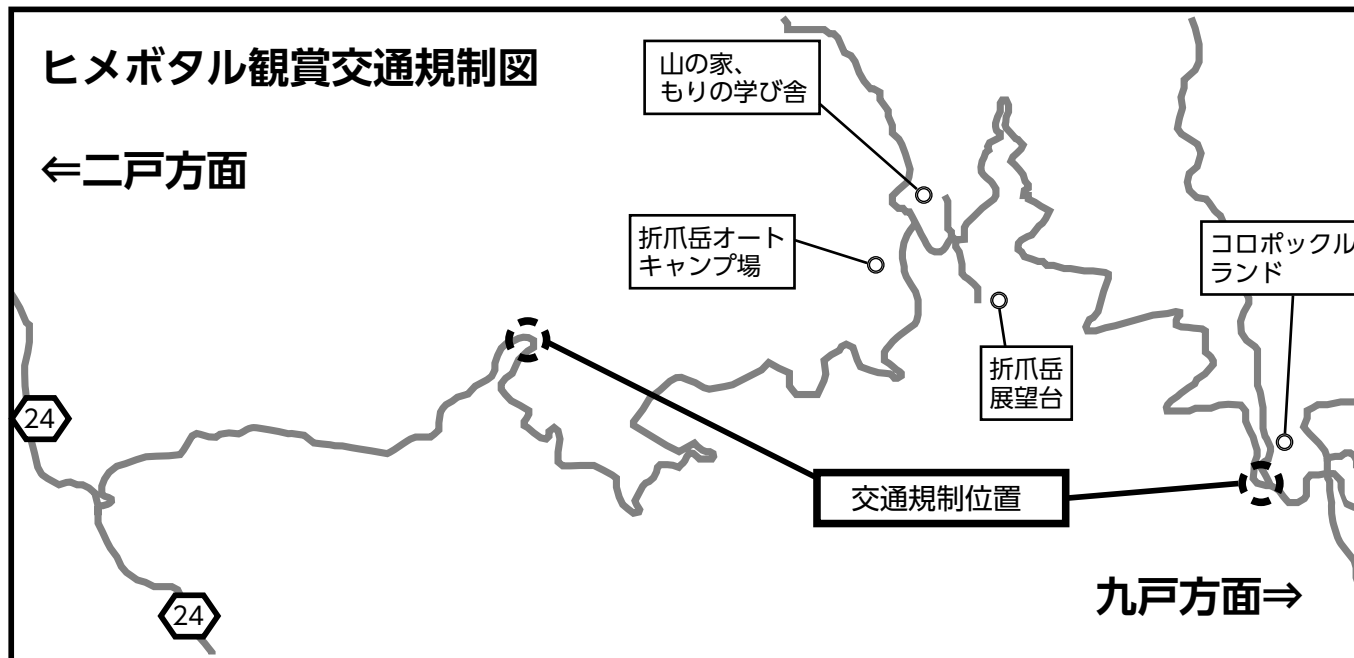 ヒメボタル観賞交通規制図
⇐二戸方面
山の家、
もりの学び舎
折爪岳オート
キャンプ場
コロポックル
ランド
折爪岳
展望台
24
交通規制位置
九戸方面⇒
24